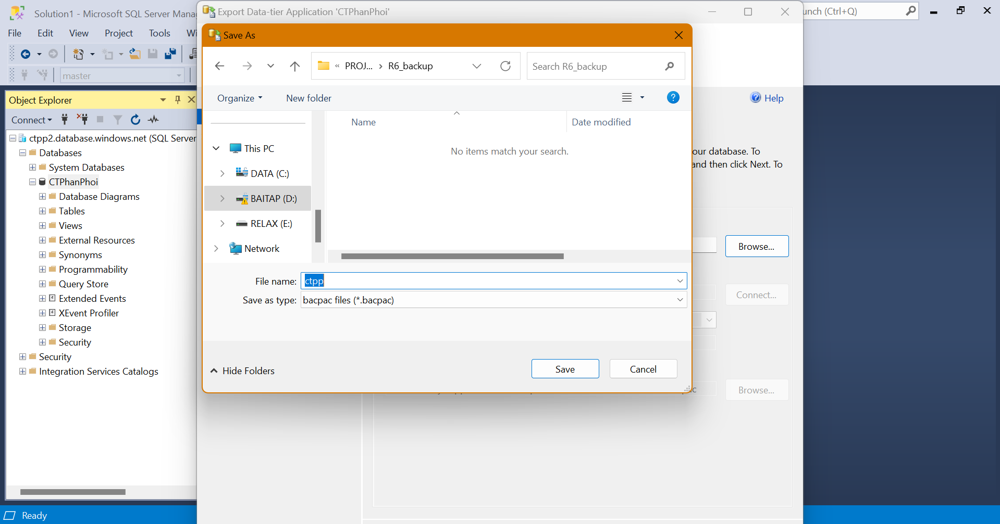 Solution1 - Microsoft SQL Server Mana
Export Data-tier Application 'CTPhanPhoi'
unch (Ctrl+Q)
File Edit View Project Tools Wi
master
Save As
« PROJ... › R6_backup
Search R6_backup
Organize New folder
Name Date modified
No items match your search.
This PC
DATA (C:)
BAITAP (D:)
RELAX (E:)
Network
File name: ctpp
Save as type: bacpac files (*.bacpac)
Hide Folders
Save Cancel
Object Explorer
Connect
ctpp2.database.windows.net (SQL Server
Databases
System Databases
CTPhanPhoi
Database Diagrams
Tables
Views
External Resources
Synonyms
Programmability
Query Store
Extended Events
XEvent Profiler
Storage
Security
Security
Integration Services Catalogs
Help
our database. To
and then click Next. To
Browse...
Connect...
Browse...
Ready